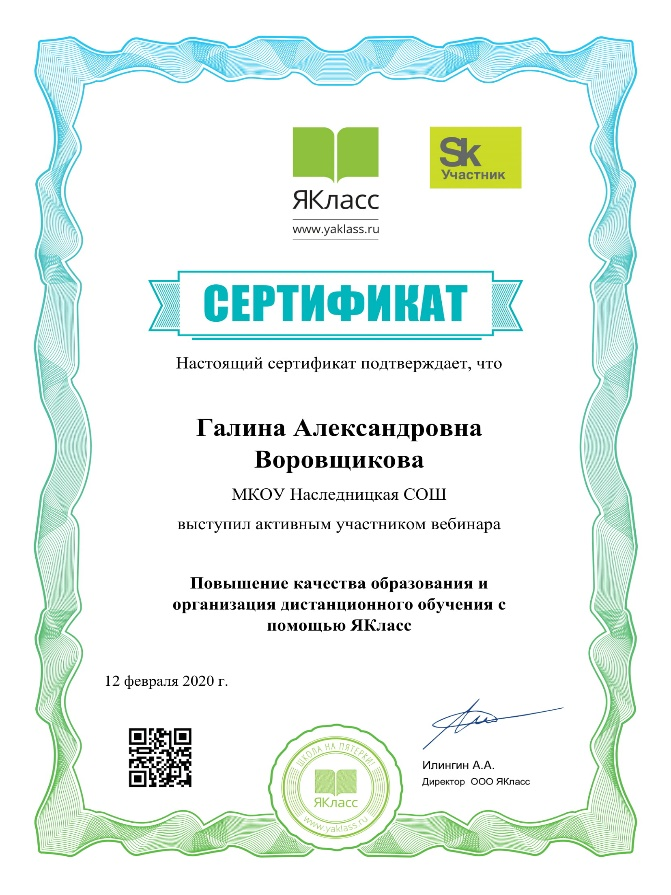 ЯКласс
www.yaklass.ru
Sk
Участник
СЕРТИФИКАТ
Настоящий сертификат подтверждает, что
Галина Александровна
Воровщикова
МКОУ Наследницкая СОШ
выступил активным участником вебинара
Повышение качества образования и
организация дистанционного обучения с
помощью ЯКласс
12 февраля 2020 г.
Илингин А.А.
Директор ООО ЯКласс
ШКОЛА НА ПЯТЕРКИ!
ЯКласс
www.yaklass.ru